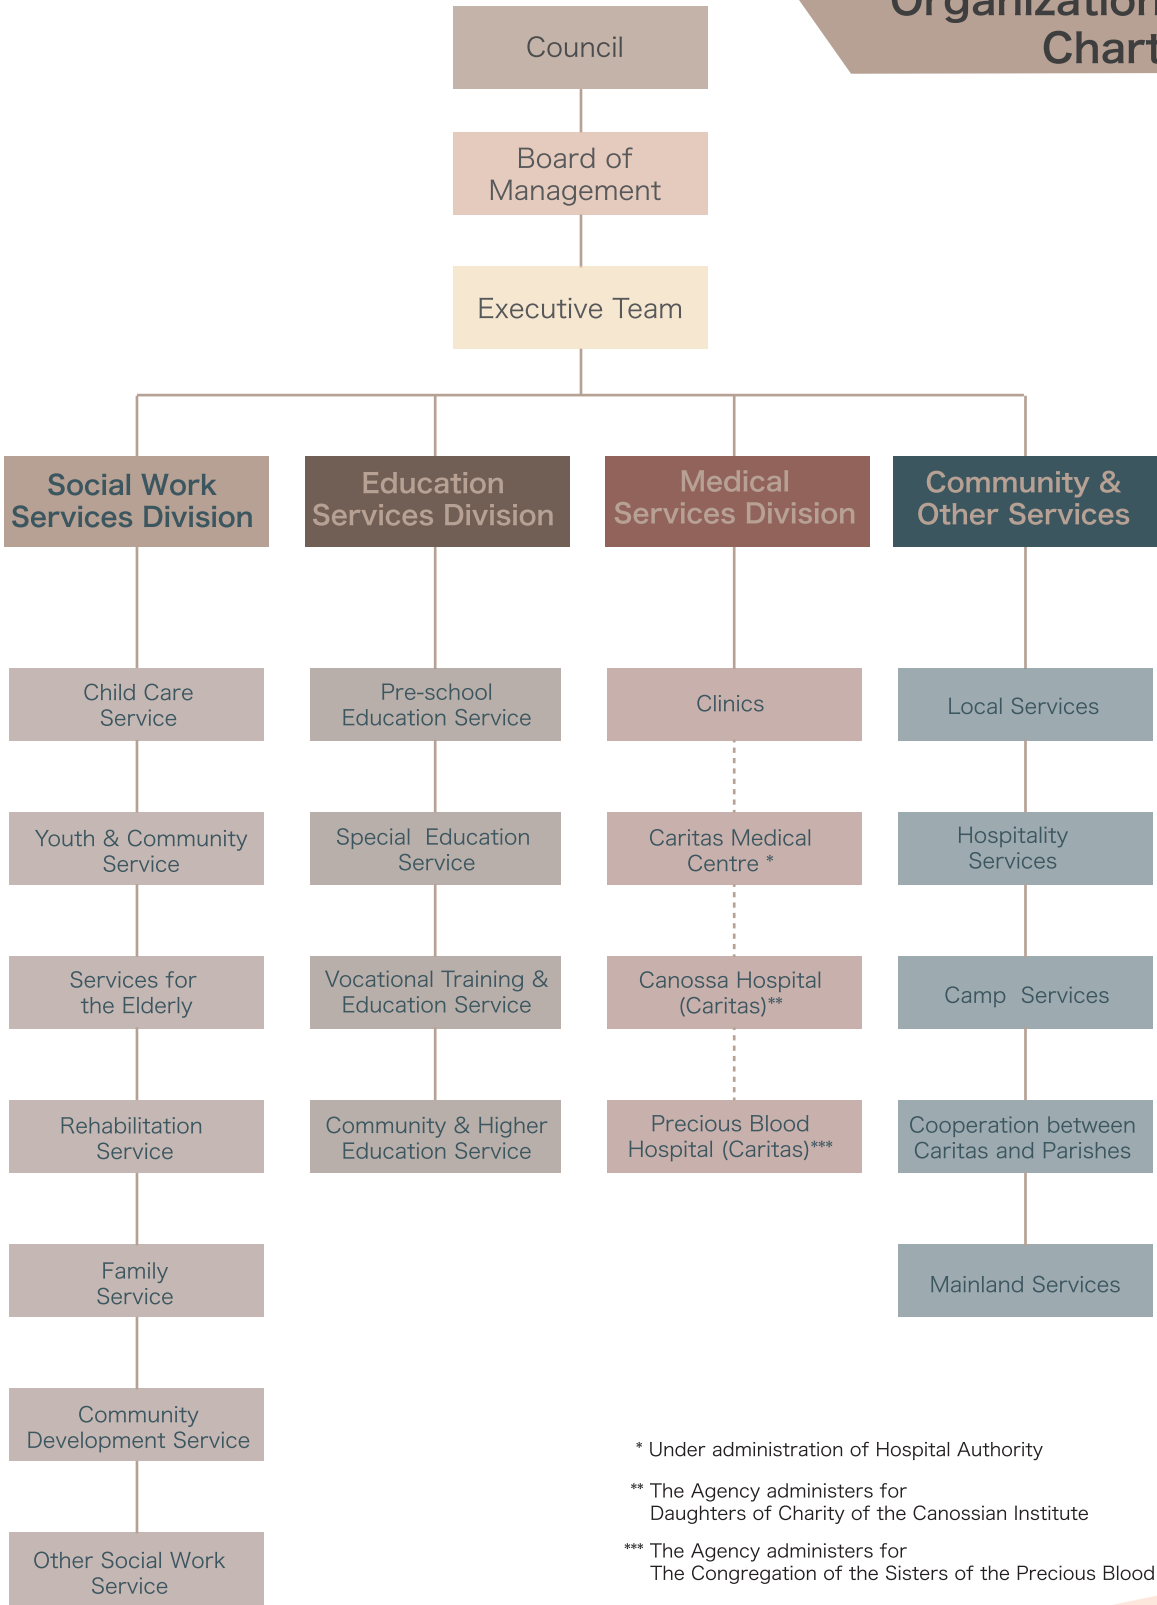 Organization
Chart
Council
Board of
Management
Executive Team
Social Work
Services Division
Child Care
Service
Youth & Community
Service
Services for
the Elderly
Rehabilitation
Service
Family
Service
Community
Development Service
Other Social Work
Service
Education
Services Division
Pre-school
Education Service
Special Education
Service
Vocational Training &
Education Service
Community & Higher
Education Service
Medical
Services Division
Clinics
Caritas Medical
Centre *
Canossa Hospital
(Caritas)**
Precious Blood
Hospital (Caritas)***
Community &
Other Services
Local Services
Hospitality
Services
Camp Services
Cooperation between
Caritas and Parishes
Mainland Services
* Under administration of Hospital Authority
** The Agency administers for
Daughters of Charity of the Canossian Institute
*** The Agency administers for
The Congregation of the Sisters of the Precious Blood